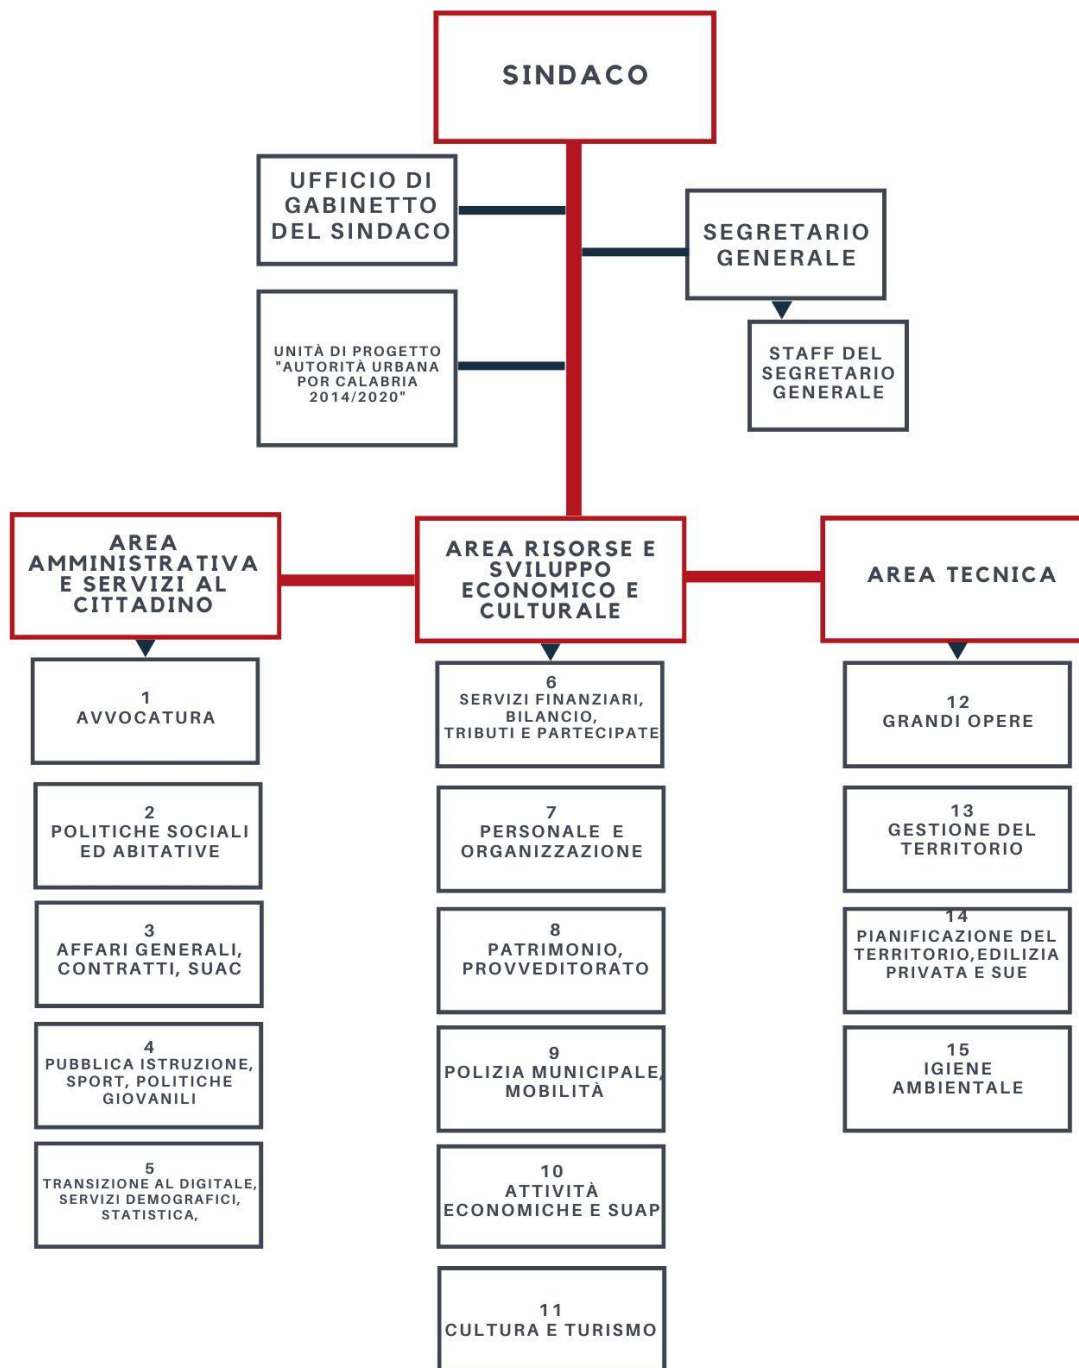 SINDACO
UFFICIO DI
GABINETTO
DEL SINDACO
SEGRETARIO
GENERALE
UNITÀ DI PROGETTO
"AUTORITÀ URBANA
POR CALABRIA
2014/2020"
STAFF DEL
SEGRETARIO
GENERALE
AREA
AMMINISTRATIVA
E SERVIZI AL
CITTADINO
1
AVVOCATURA
2
POLITICHE SOCIALI
ED ABITATIVE
3
AFFARI GENERALI,
CONTRATTI, SUAC
4
PUBBLICA ISTRUZIONE,
SPORT, POLITICHE
GIOVANILI
5
TRANSIZIONE AL DIGITALE,
SERVIZI DEMOGRAFICI,
STATISTICA,
AREA RISORSE E
SVILUPPO
ECONOMICO E
CULTURALE
6
SERVIZI FINANZIARI,
BILANCIO,
TRIBUTI E PARTECIPATE
7
PERSONALE E
ORGANIZZAZIONE
8
PATRIMONIO,
PROVVEDITORATO
9
POLIZIA MUNICIPALE,
MOBILITÀ
10
ATTIVITÀ
ECONOMICHE E SUAP
11
CULTURA E TURISMO
AREA TECNICA
12
GRANDI OPERE
13
GESTIONE DEL
TERRITORIO
14
PIANIFICAZIONE DEL
TERRITORIO,EDILIZIA
PRIVATA E SUE
15
IGIENE
AMBIENTALE